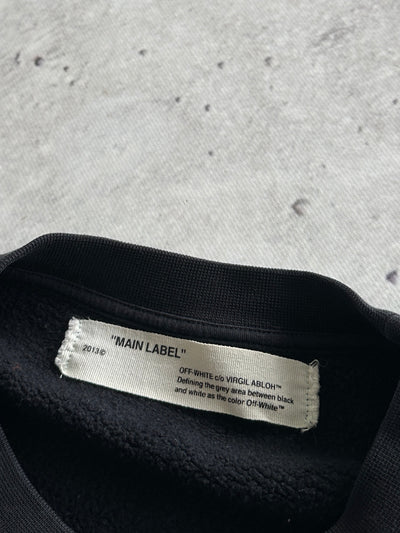 "MAIN LABEL"
2013©
OFF-WHITE c/o VIRGIL ABLOH™
Defining the grey area between black
and white as the color Off-White™